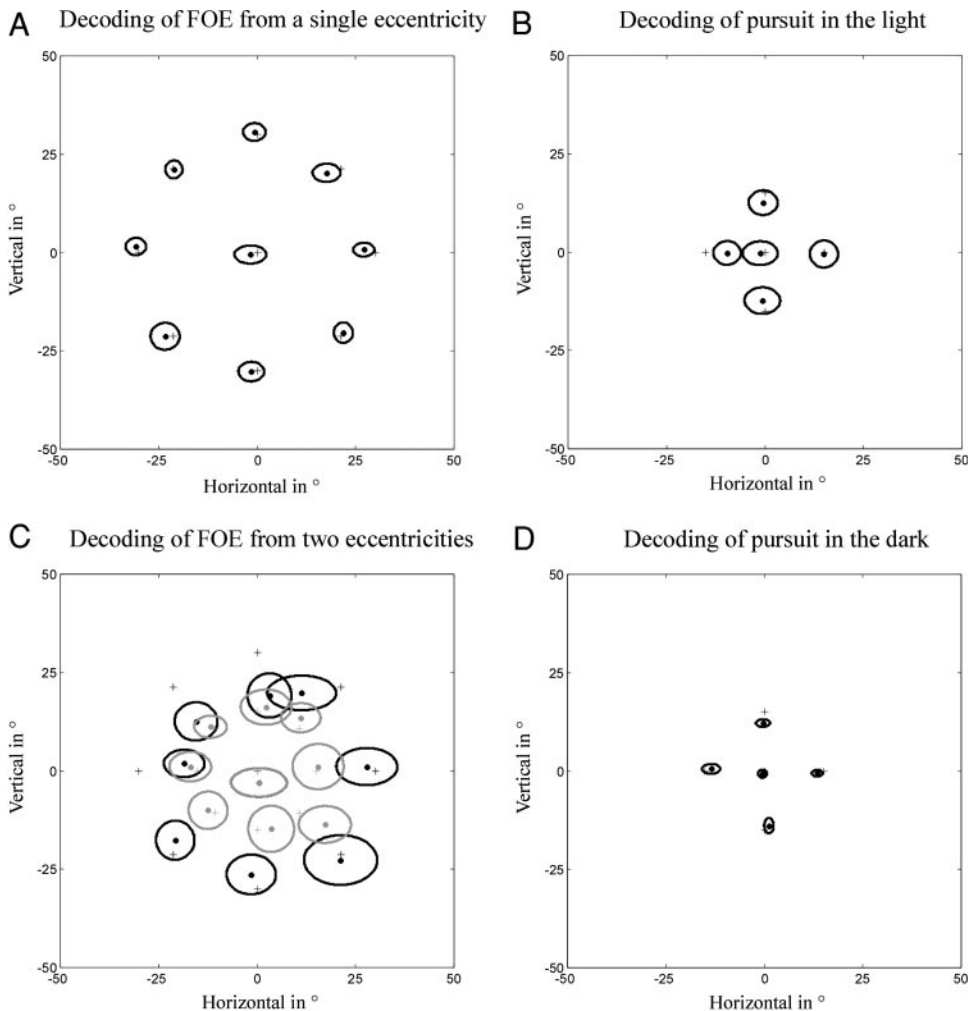 A Decoding of FOE from a single eccentricity
50
25
0
-25
-50
Vertical in °
-50 -25 0 25 50
Horizontal in °
B Decoding of pursuit in the light
50
25
0
-25
-50
Vertical in °
-50 -25 0 25 50
Horizontal in °
C Decoding of FOE from two eccentricities
50
25
0
-25
-50
Vertical in °
-50 -25 0 25 50
Horizontal in °
D Decoding of pursuit in the dark
50
25
0
-25
-50
Vertical in °
-50 -25 0 25 50
Horizontal in °